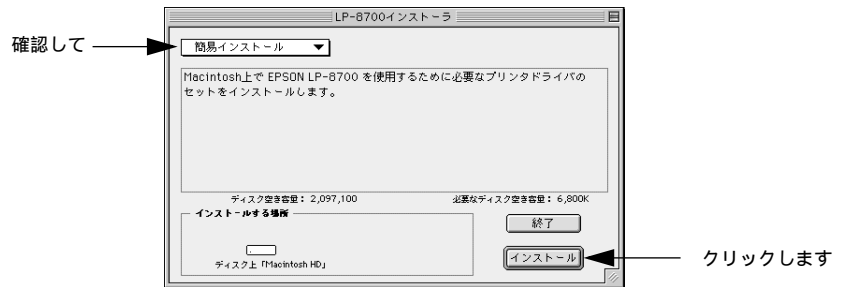 LP-8700インストーラ
確認して
簡易インストール
Macintosh上で EPSON LP-8700 を使用するために必要なプリンタドライバの
セットをインストールします。
ディスク空き容量： 2,097,100
必要なディスク空き容量： 6,800K
インストールする場所
終了
ディスク上「Macintosh HD」
インストール
クリックします